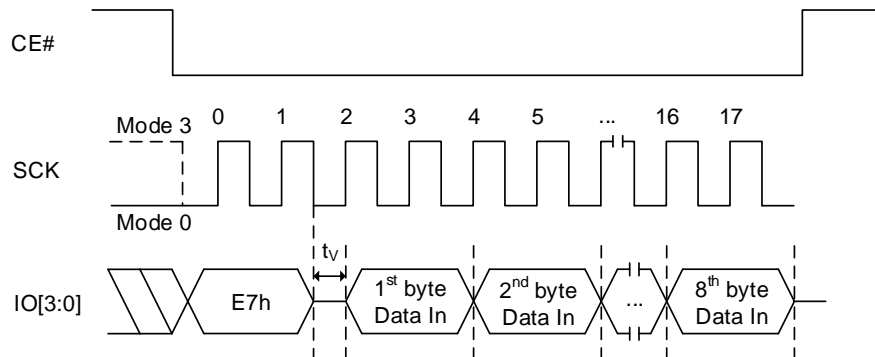 CE#
0 1 2 3 4 5 ... 16 17
Mode 3
SCK
Mode 0
tV
IO[3:0]
E7h
1st byte
Data In
2nd byte
Data In
...
8th byte
Data In